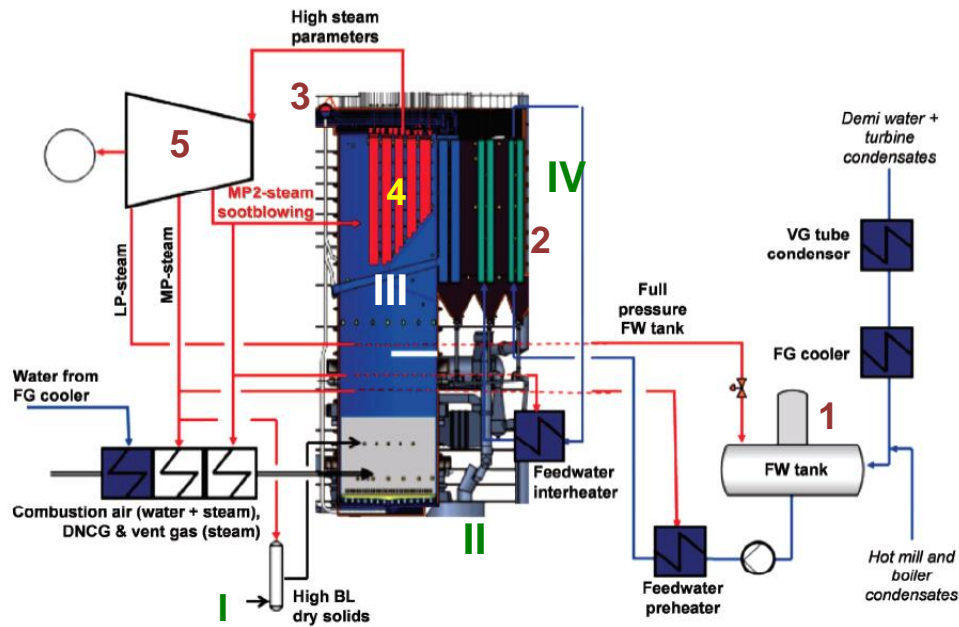 High steam
parameters
3
Demi water +
turbine
condensates
5
4
IV
MP2-steam
sootblowing
2
VG tube
condenser
LP-steam
MP-steam
III
Full
pressure
FW tank
FG cooler
Water from
FG cooler
1
FW tank
Feedwater
interheater
Combustion air (water + steam),
DNCG & vent gas (steam)
II
Hot mill and
boiler
condensates
Feedwater
preheater
I
High BL
dry solids